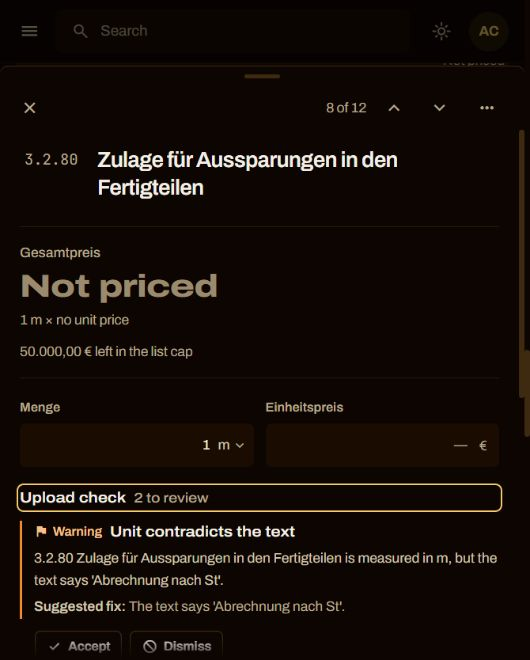 Search
AC
Not priced
8 of 12
3.2.80 Zulage für Aussparungen in den
Fertigteilen
Gesamtpreis
Not priced
1 m × no unit price
50.000,00 € left in the list cap
Menge Einheitspreis
1 m — €
Upload check 2 to review
Warning Unit contradicts the text
3.2.80 Zulage für Aussparungen in den Fertigteilen is measured in m, but the
text says 'Abrechnung nach St'.
Suggested fix: The text says 'Abrechnung nach St'.
Accept Dismiss